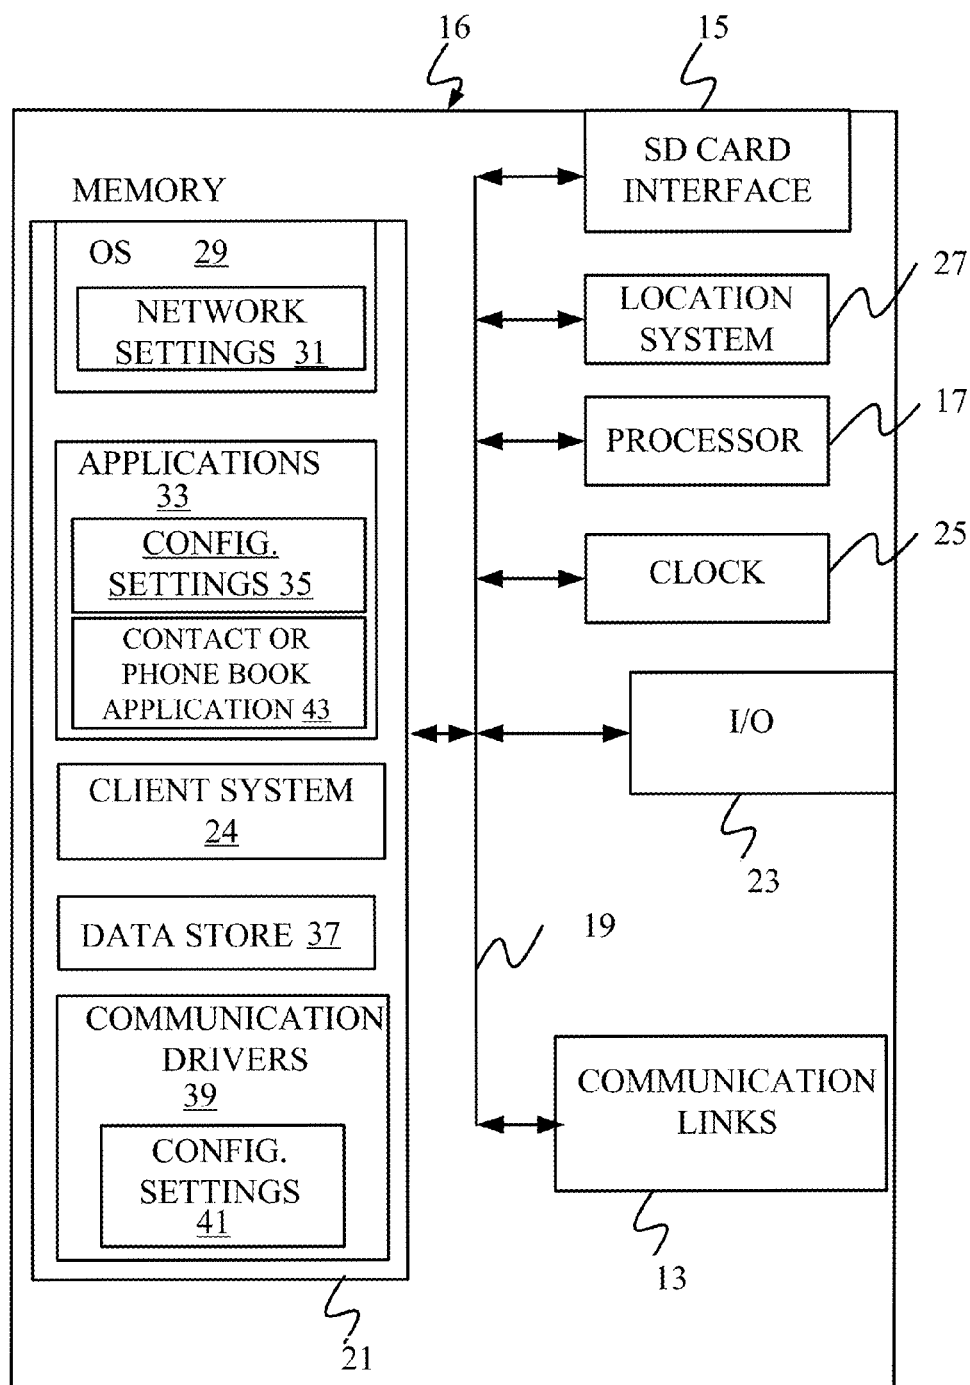 16
15
SD CARD
INTERFACE
MEMORY
OS 29
NETWORK
SETTINGS 31
APPLICATIONS
33
CONFIG.
SETTINGS 35
CONTACT OR
PHONE BOOK
APPLICATION 43
CLIENT SYSTEM
24
DATA STORE 37
COMMUNICATION
DRIVERS
39
CONFIG.
SETTINGS
41
21
27
LOCATION
SYSTEM
17
PROCESSOR
25
CLOCK
I/O
23
19
COMMUNICATION
LINKS
13